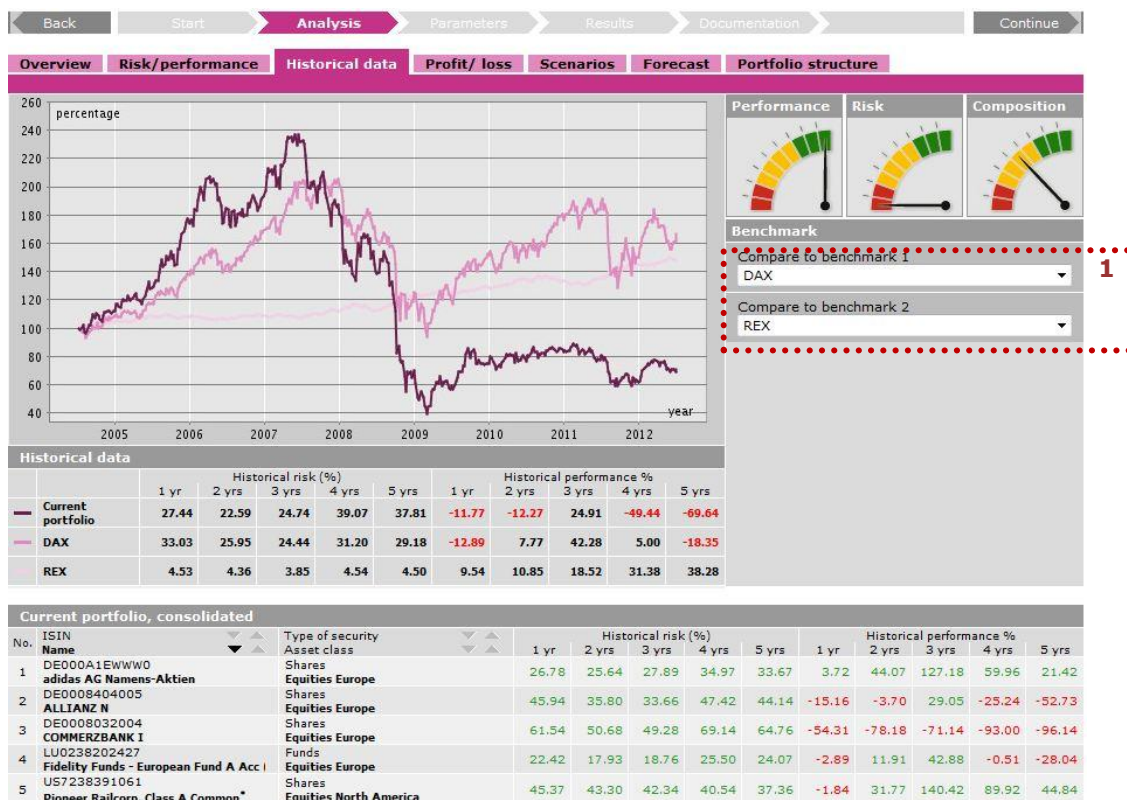 Back Start Analysis Parameters Results Documentation Continue
Overview Risk/performance Historical data Profit/ loss Scenarios Forecast Portfolio structure
percentage
260
240
220
200
180
160
140
120
100
80
60
40
year
2005 2006 2007 2008 2009 2010 2011 2012
Performance Risk Composition
Benchmark
Compare to benchmark 1
DAX
1
Compare to benchmark 2
REX
Historical data
Historical risk (%) Historical performance %
1 yr 2 yrs 3 yrs 4 yrs 5 yrs 1 yr 2 yrs 3 yrs 4 yrs 5 yrs
Current portfolio 27.44 22.59 24.74 39.07 37.81 -11.77 -12.27 24.91 -49.44 -69.64
DAX 33.03 25.95 24.44 31.20 29.18 -12.89 7.77 42.28 5.00 -18.35
REX 4.53 4.36 3.85 4.54 4.50 9.54 10.85 18.52 31.38 38.28
Current portfolio, consolidated
No. ISIN Type of security Historical risk (%) Historical performance %
Name Asset class 1 yr 2 yrs 3 yrs 4 yrs 5 yrs 1 yr 2 yrs 3 yrs 4 yrs 5 yrs
DE000A1EWWW0 Shares
1 adidas AG Namens-Aktien Equities Europe 26.78 25.64 27.89 34.97 33.67 3.72 44.07 127.18 59.96 21.42
DE0008404005 Shares
2 ALLIANZ N Equities Europe 45.94 35.80 33.66 47.42 44.14 -15.16 -3.70 29.05 -25.24 -52.73
DE0008032004 Shares
3 COMMERZBANK I Equities Europe 61.54 50.68 49.28 69.14 64.76 -54.31 -78.18 -71.14 -93.00 -96.14
LU0238202427 Funds
4 Fidelity Funds - European Fund A Acc ( Equities Europe 22.42 17.93 18.76 25.50 24.07 -2.89 11.91 42.88 -0.51 -28.04
US7238391061 Shares
5 Pioneer Railcorp. Class A Common* Equities North America 45.37 43.30 42.34 40.54 37.36 -1.84 31.77 140.42 89.92 44.84